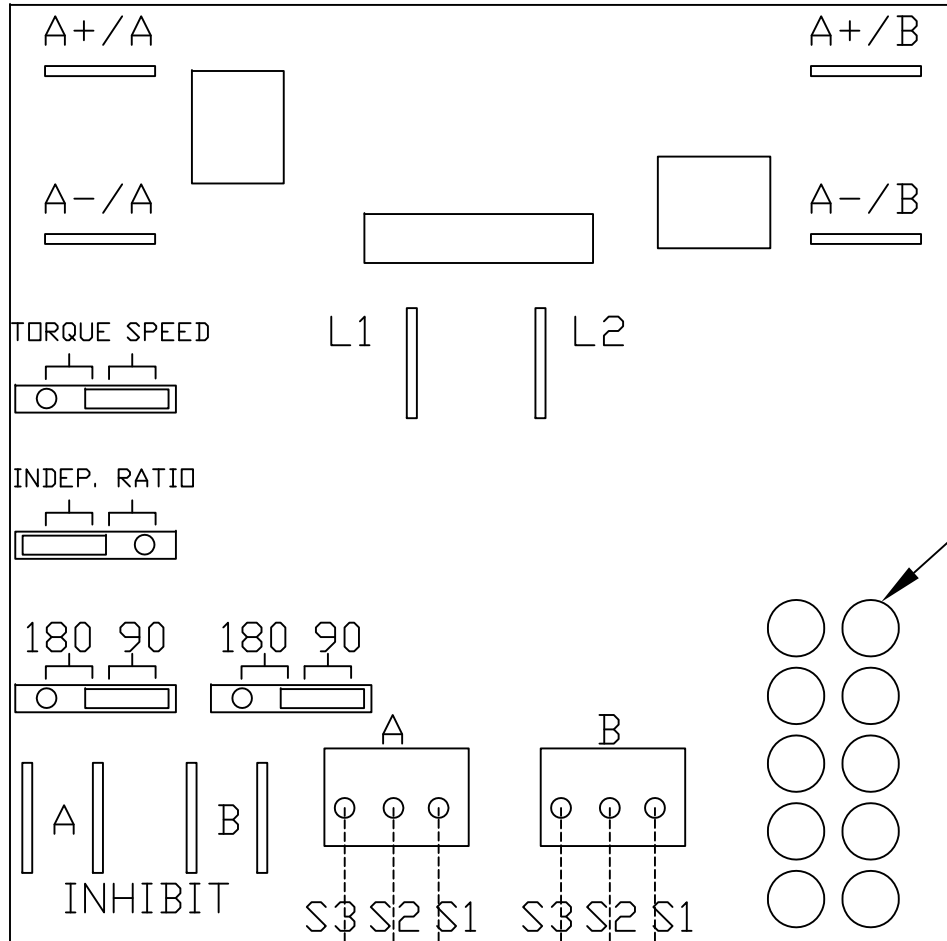 A+/A
A+/B
A-/A
A-/B
TORQUE SPEED
L1
L2
INDEP. RATIO
180 90
180 90
A
B
A
B
INHIBIT
S3 S2 S1
S3 S2 S1